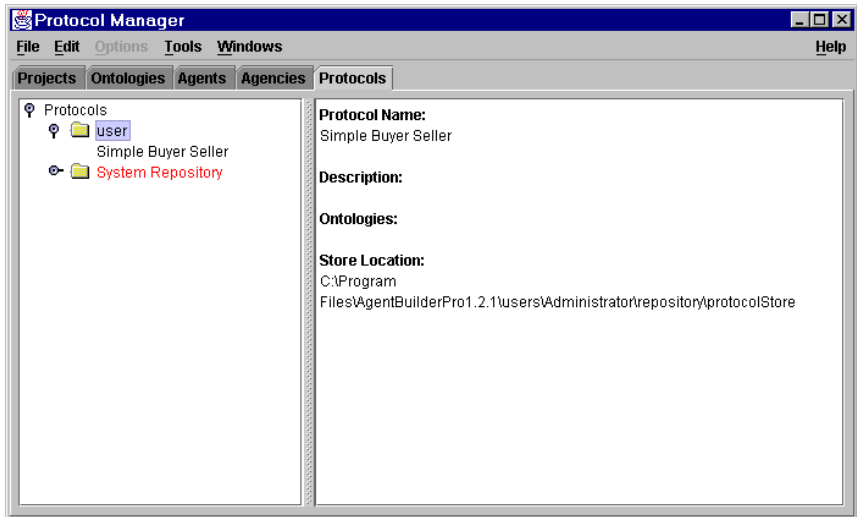 Protocol Manager
File Edit Options Tools Windows Help
Projects Ontologies Agents Agencies Protocols
Protocols
user
Simple Buyer Seller
System Repository
Protocol Name:
Simple Buyer Seller
Description:
Ontologies:
Store Location:
C:\Program
Files\AgentBuilderPro1.2.1\users\Administrator\repository\protocolStore